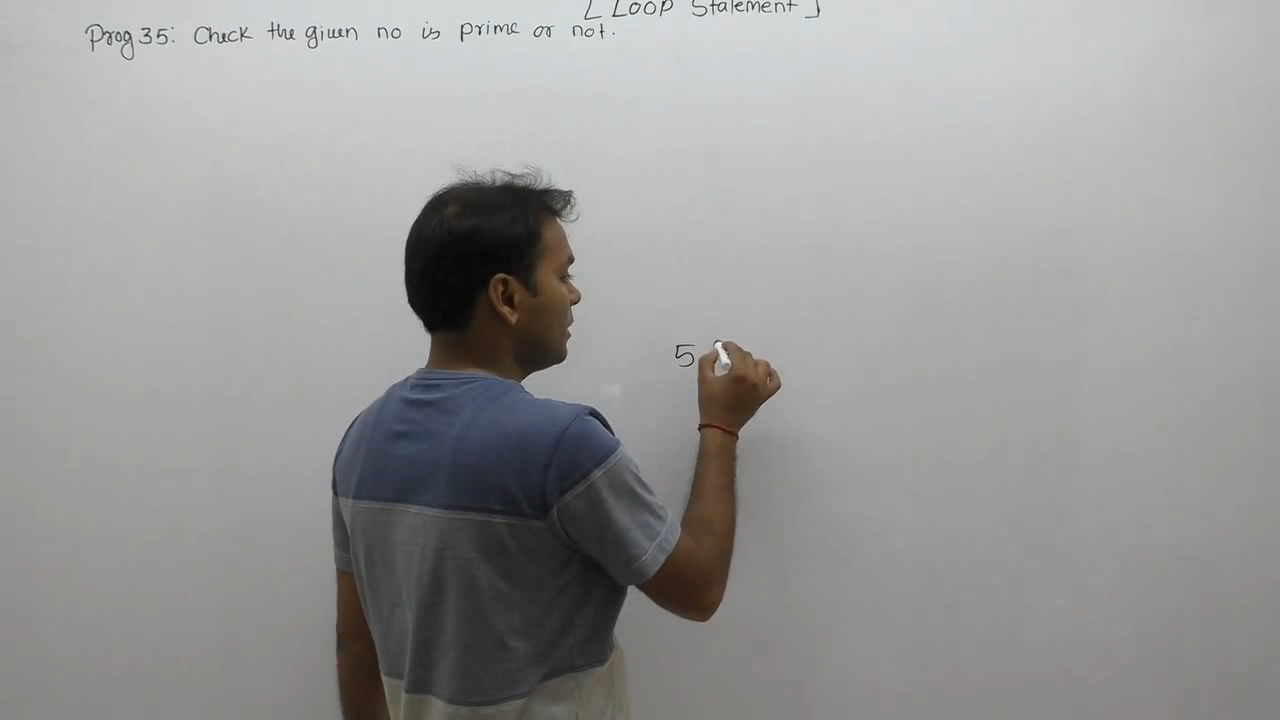 [ Loop Statement ]
Prog 35: Check the given no is prime or not.
5